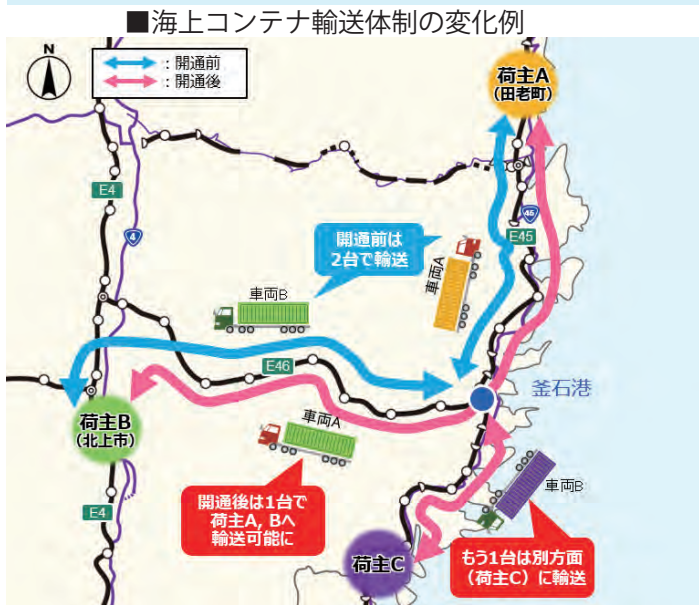 ■海上コンテナ輸送体制の変化例
N
：開通前
：開通後
荷主A
(田老町)
E4
4
45
E45
開通前は
2台で輸送
車両A
車両B
E46
釜石港
荷主B
(北上市)
車両A
E4
開通後は1台で
荷主A, Bへ
輸送可能に
車両B
荷主C
もう1台は別方面
（荷主C）に輸送